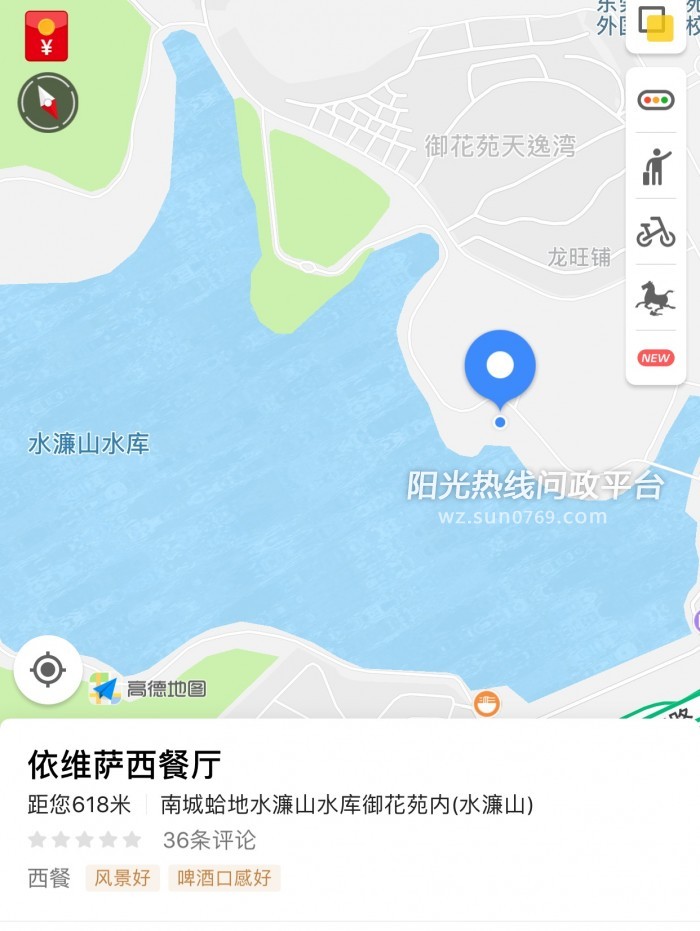 ¥
外国
校
御花苑天逸湾
龙旺铺
NEW
水濂山水库
阳光热线问政平台
wz.sun0769.com
高德地图
路
依维萨西餐厅
距您618米 南城蛤地水濂山水库御花苑内(水濂山)
36条评论
西餐 风景好 啤酒口感好